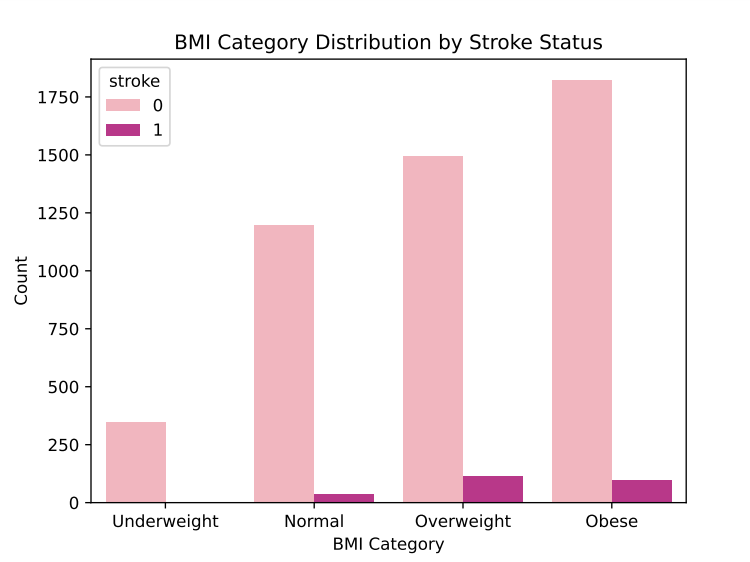 BMI Category Distribution by Stroke Status
stroke
0
1
1750
1500
1250
1000
750
500
250
0
Count
Underweight Normal Overweight Obese
BMI Category